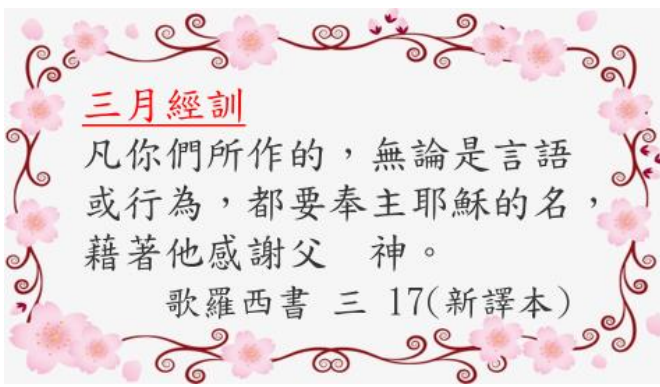 三月經訓
凡你們所作的，無論是言語
或行為，都要奉主耶穌的名，
藉著他感謝父　神。
歌羅西書 三 17(新譯本)